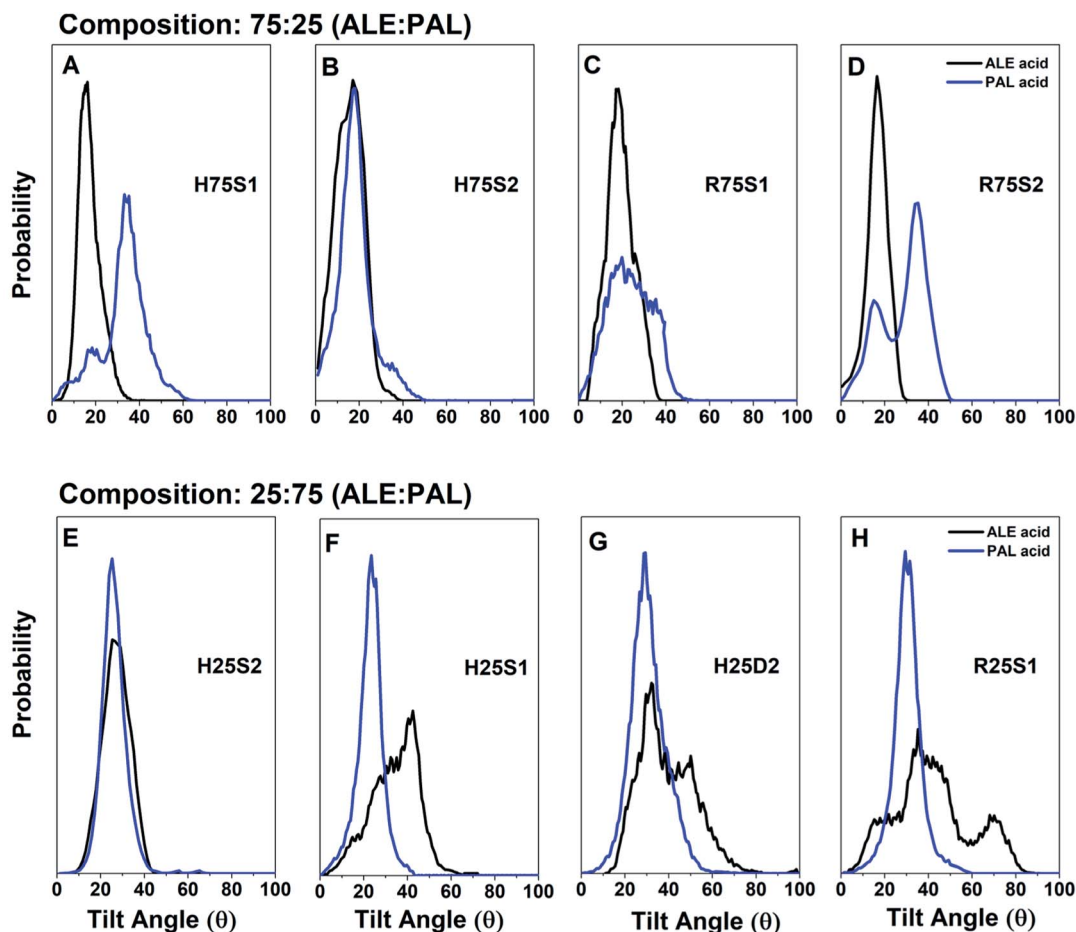 Composition: 75:25 (ALE:PAL)
Probability
A
H75S1
0 20 40 60 80 100
B
H75S2
0 20 40 60 80 100
C
R75S1
0 20 40 60 80 100
D
ALE acid
PAL acid
R75S2
0 20 40 60 80 100
Composition: 25:75 (ALE:PAL)
Probability
E
H25S2
0 20 40 60 80 100
Tilt Angle (θ)
F
H25S1
0 20 40 60 80 100
Tilt Angle (θ)
G
H25D2
0 20 40 60 80 100
Tilt Angle (θ)
H
ALE acid
PAL acid
R25S1
0 20 40 60 80 100
Tilt Angle (θ)